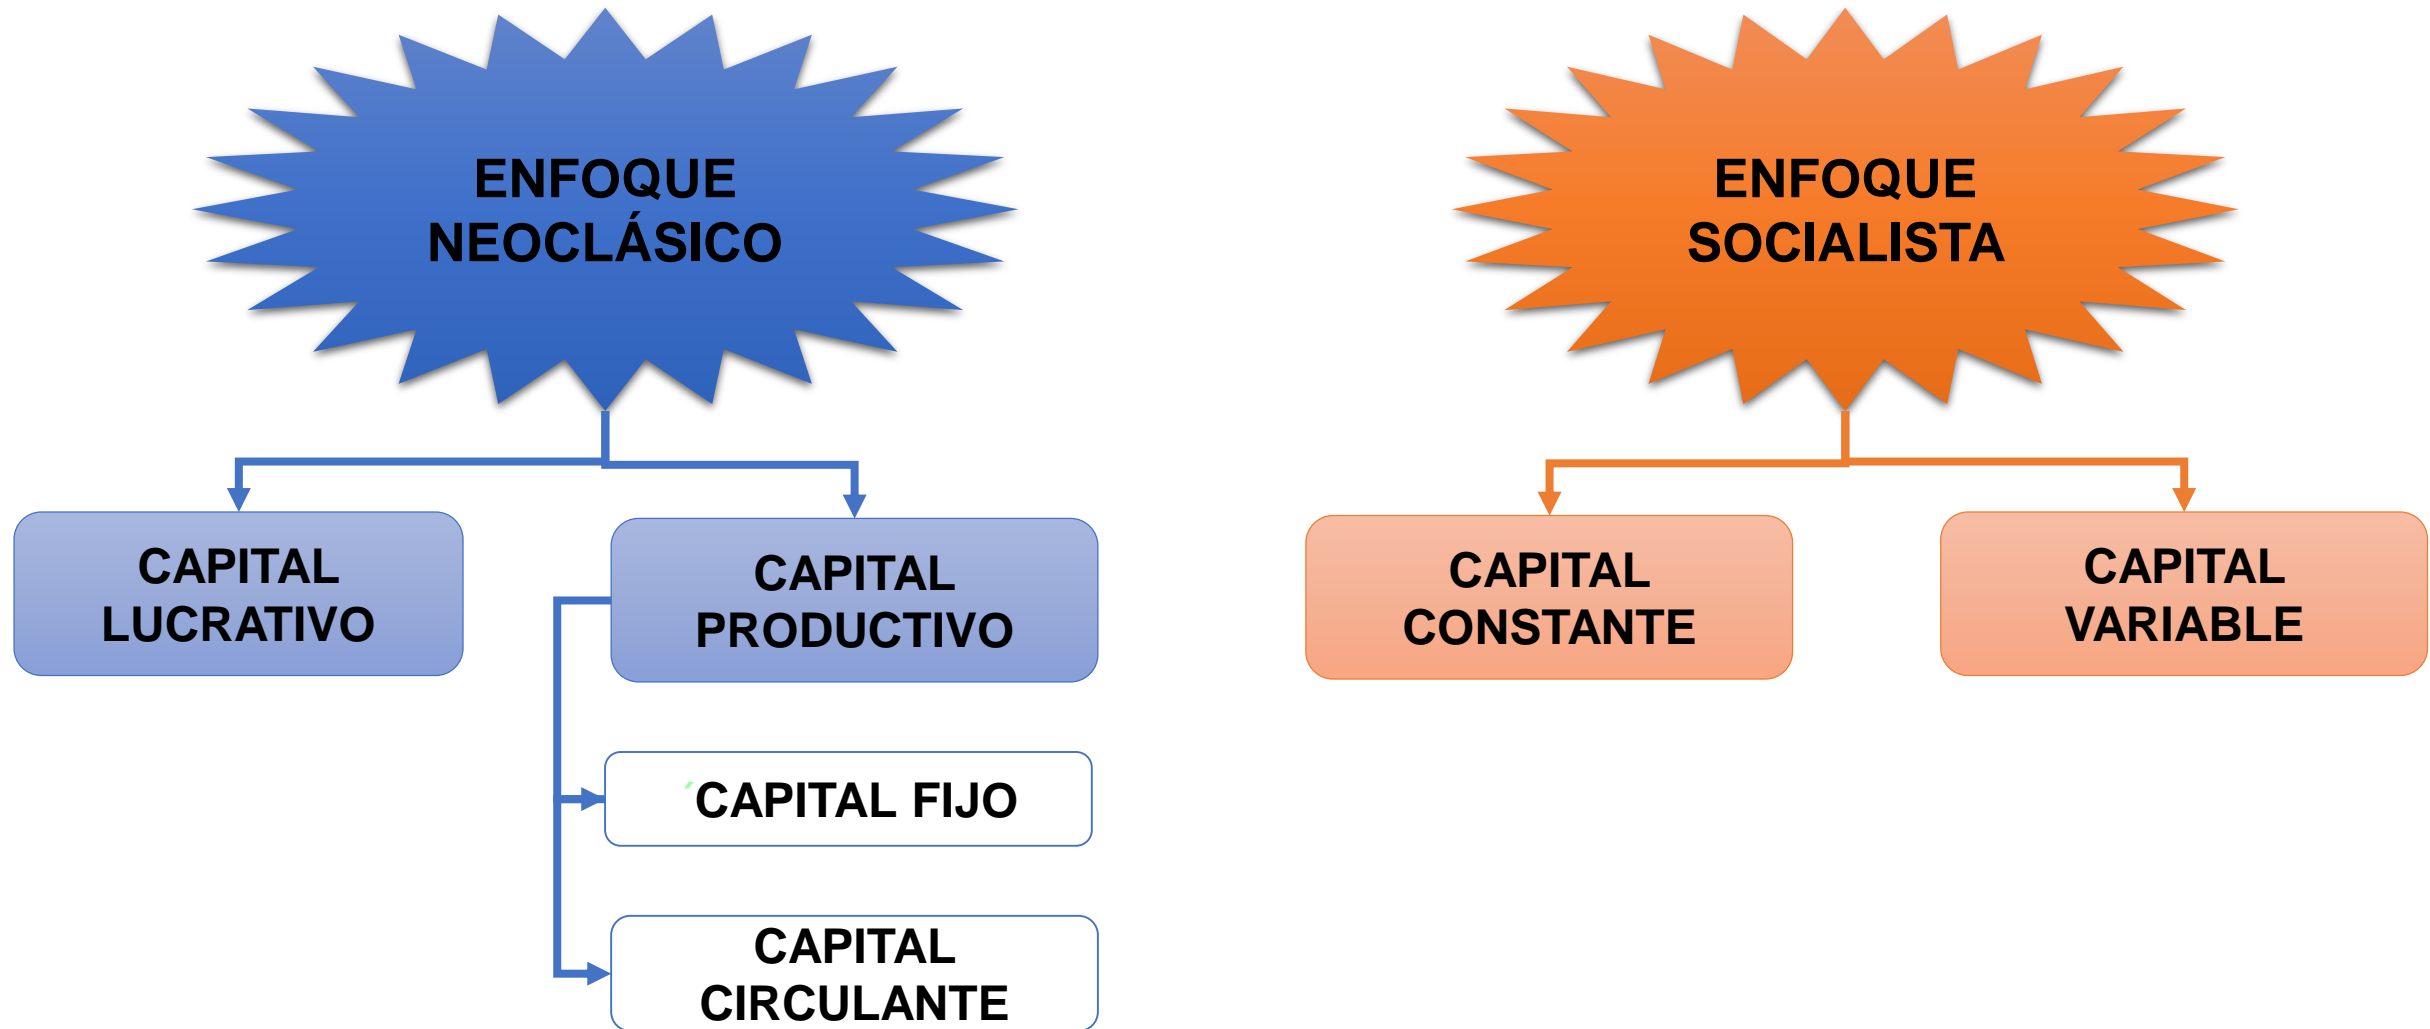 ENFOQUE
NEOCLÁSICO
ENFOQUE
SOCIALISTA
CAPITAL
LUCRATIVO
CAPITAL
PRODUCTIVO
CAPITAL
CONSTANTE
CAPITAL
VARIABLE
´CAPITAL FIJO
CAPITAL
CIRCULANTE